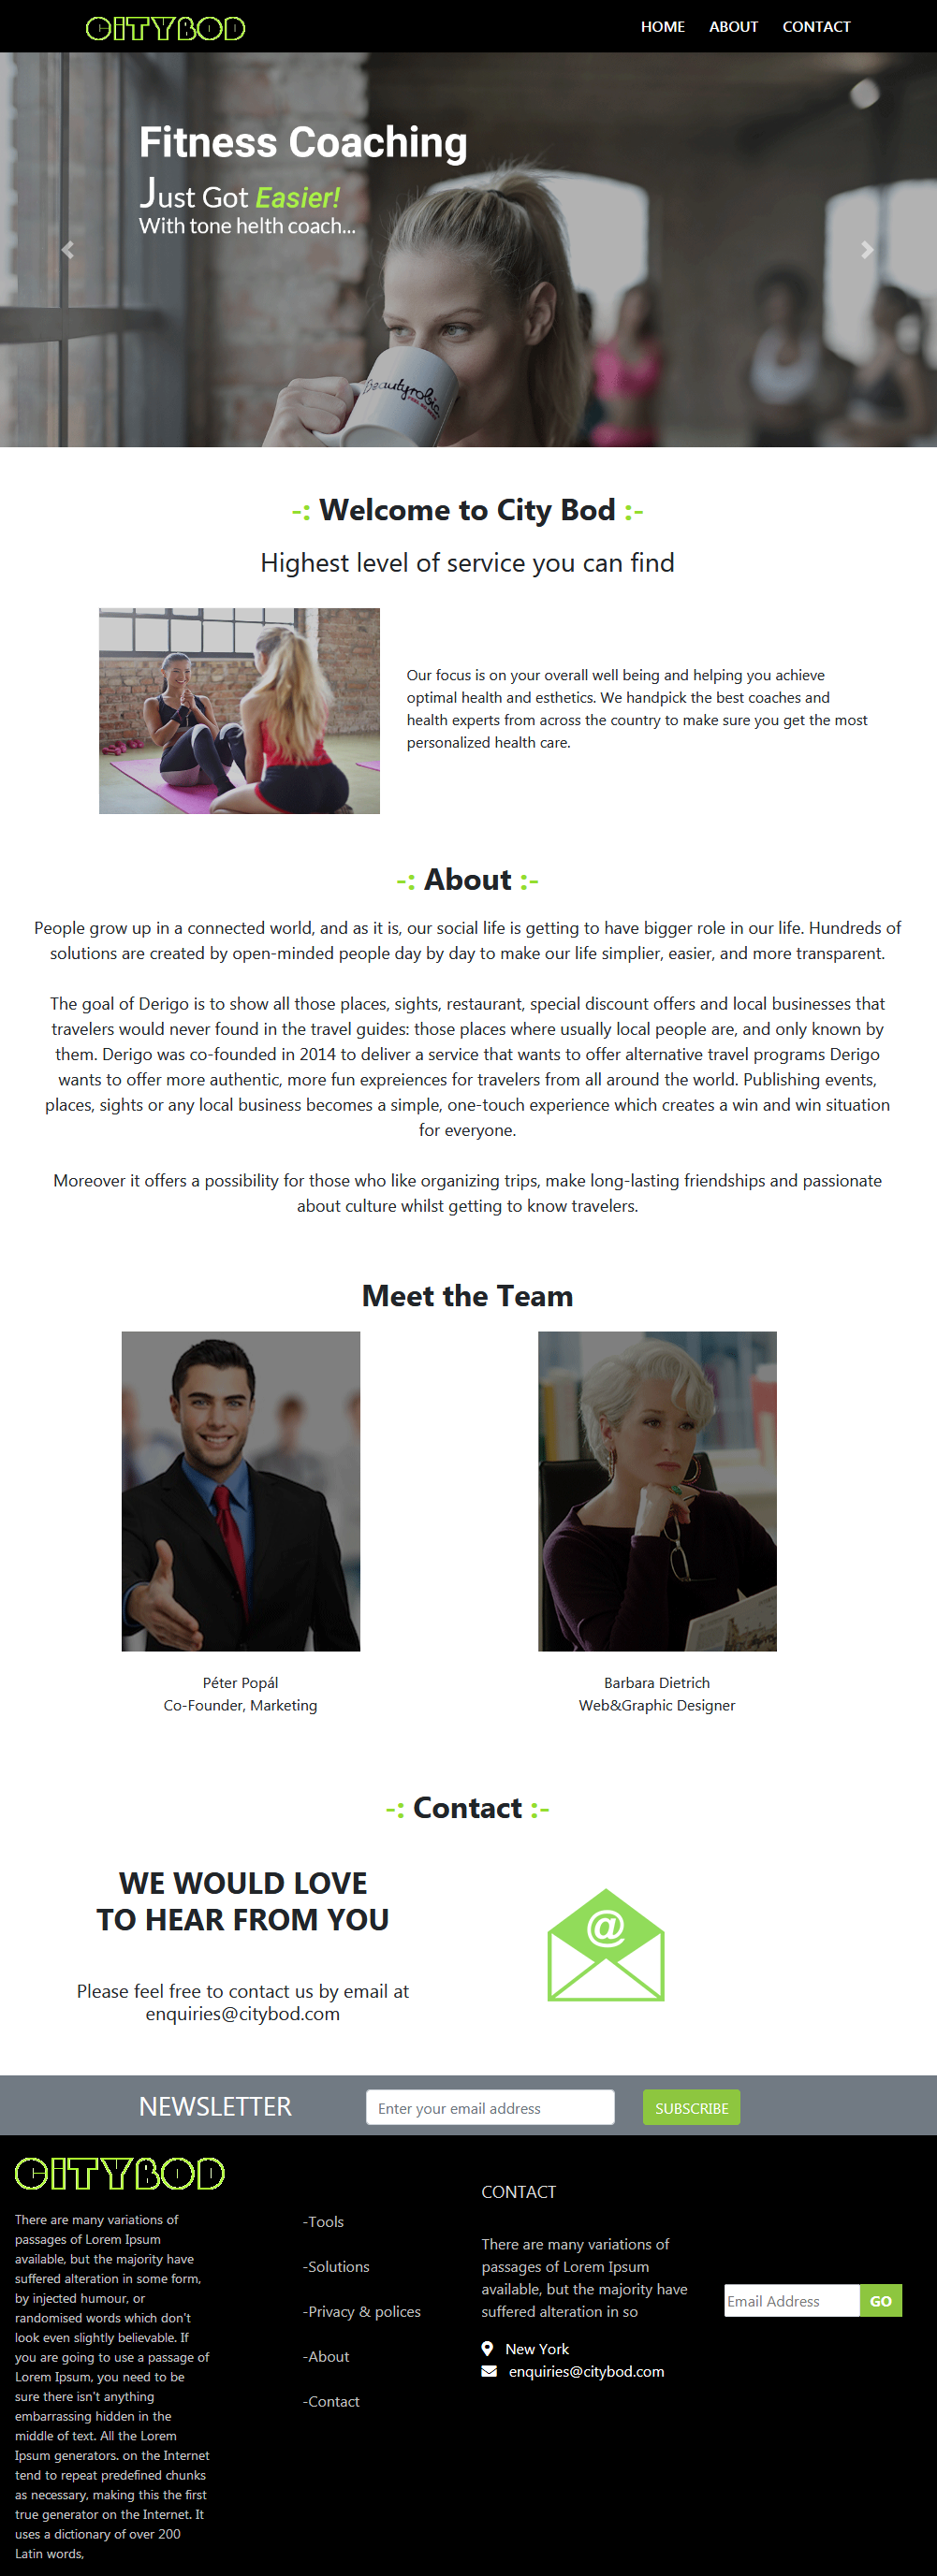 CITYBOD
HOME ABOUT CONTACT
Fitness Coaching
Just Got Easier!
With tone helth coach...
beautyrobic
-: Welcome to City Bod :-
Highest level of service you can find
Our focus is on your overall well being and helping you achieve
optimal health and esthetics. We handpick the best coaches and
health experts from across the country to make sure you get the most
personalized health care.
-: About :-
People grow up in a connected world, and as it is, our social life is getting to have bigger role in our life. Hundreds of
solutions are created by open-minded people day by day to make our life simplier, easier, and more transparent.
The goal of Derigo is to show all those places, sights, restaurant, special discount offers and local businesses that
travelers would never found in the travel guides: those places where usually local people are, and only known by
them. Derigo was co-founded in 2014 to deliver a service that wants to offer alternative travel programs Derigo
wants to offer more authentic, more fun expreiences for travelers from all around the world. Publishing events,
places, sights or any local business becomes a simple, one-touch experience which creates a win and win situation
for everyone.
Moreover it offers a possibility for those who like organizing trips, make long-lasting friendships and passionate
about culture whilst getting to know travelers.
Meet the Team
Péter Popál
Co-Founder, Marketing
Barbara Dietrich
Web&Graphic Designer
-: Contact :-
WE WOULD LOVE
TO HEAR FROM YOU
Please feel free to contact us by email at
enquiries@citybod.com
@
NEWSLETTER
Enter your email address
SUBSCRIBE
CITYBOD
There are many variations of
passages of Lorem Ipsum
available, but the majority have
suffered alteration in some form,
by injected humour, or
randomised words which don't
look even slightly believable. If
you are going to use a passage of
Lorem Ipsum, you need to be
sure there isn't anything
embarrassing hidden in the
middle of text. All the Lorem
Ipsum generators. on the Internet
tend to repeat predefined chunks
as necessary, making this the first
true generator on the Internet. It
uses a dictionary of over 200
Latin words,
-Tools
-Solutions
-Privacy & polices
-About
-Contact
CONTACT
There are many variations of
passages of Lorem Ipsum
available, but the majority have
suffered alteration in so
New York
enquiries@citybod.com
Email Address
GO